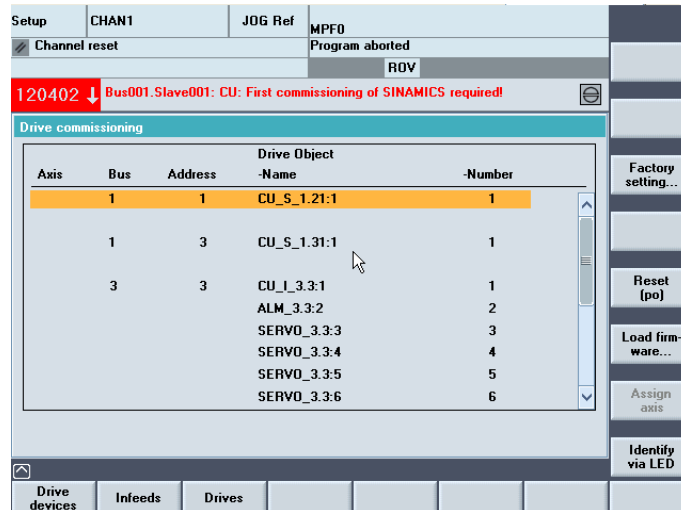 Setup CHAN1 JOG Ref MPF0
Channel reset Program aborted
ROV
120402 Bus001.Slave001: CU: First commissioning of SINAMICS required!
Drive commissioning
Drive Object
Axis Bus Address -Name -Number
1 1 CU_S_1.21:1 1
1 3 CU_S_1.31:1 1
3 3 CU_I_3.3:1 1
ALM_3.3:2 2
SERVO_3.3:3 3
SERVO_3.3:4 4
SERVO_3.3:5 5
SERVO_3.3:6 6
Factory
setting...
Reset
(po)
Load firm-
ware...
Assign
axis
Identify
via LED
Drive
devices
Infeeds
Drives